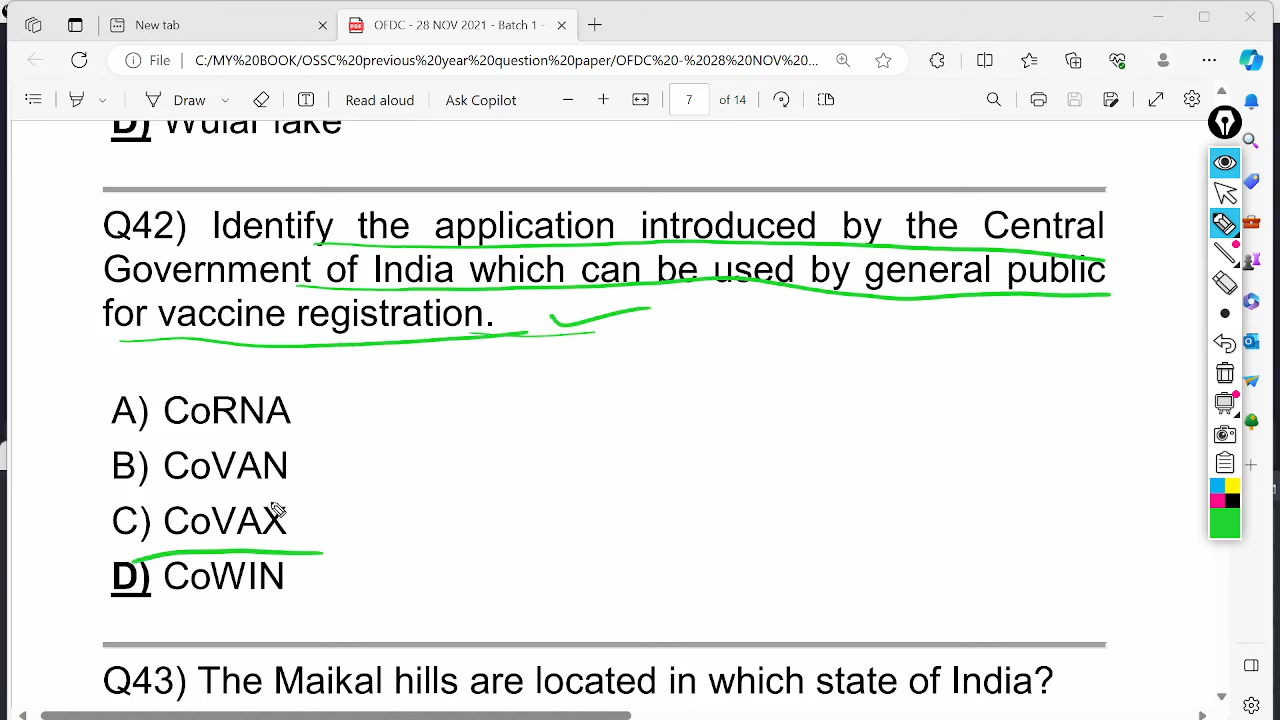 New tab
OFDC - 28 NOV 2021 - Batch 1 -
File
C:/MY%20BOOK/OSSC%20previous%20year%20question%20paper/OFDC%20-%2028%20NOV%20...
Draw
Read aloud
Ask Copilot
7
of 14
D) Wular lake
Q42) Identify the application introduced by the Central
Government of India which can be used by general public
for vaccine registration.
A) CoRNA
B) CoVAN
C) CoVAX
D) CoWIN
Q43) The Maikal hills are located in which state of India?